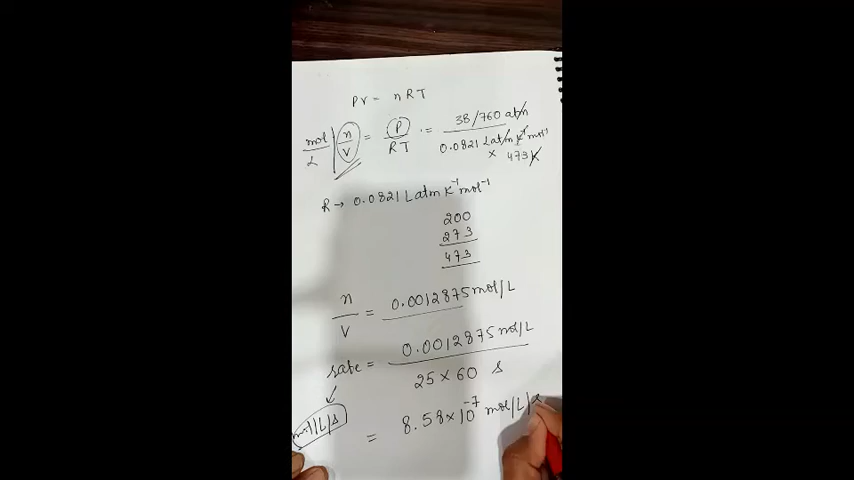 PV = nRT
mol/L | n/V = P/RT = 38/760 atm / 0.0821 L atm K⁻¹ mol⁻¹ × 473 K
R → 0.0821 L atm K⁻¹ mol⁻¹
200
273
473
n/V = 0.0012875 mol/L
rate = 0.0012875 mol/L / 25 × 60 s
mol/L/s
= 8.58 × 10⁻⁷ mol/L/s